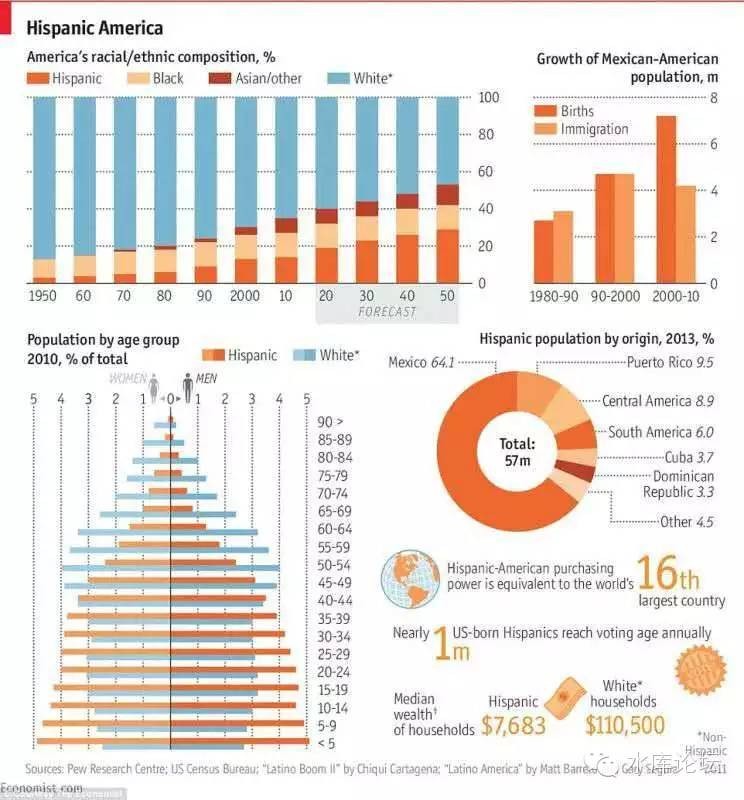 Hispanic America
America's racial/ethnic composition, %
Hispanic Black Asian/other White*
100
80
60
40
20
0
1950 60 70 80 90 2000 10 20 30 40 50
FORECAST
Growth of Mexican-American
population, m
Births
Immigration
8
6
4
2
0
1980-90 90-2000 2000-10
Population by age group
2010, % of total
Hispanic White*
WOMEN MEN
5 4 3 2 1 0 1 2 3 4 5
90 >
85-89
80-84
75-79
70-74
65-69
60-64
55-59
50-54
45-49
40-44
35-39
30-34
25-29
20-24
15-19
10-14
5-9
< 5
Hispanic population by origin, 2013, %
Mexico 64.1
Puerto Rico 9.5
Central America 8.9
South America 6.0
Cuba 3.7
Dominican
Republic 3.3
Other 4.5
Total:
57m
Hispanic-American purchasing
power is equivalent to the world's
16th
largest country
Nearly 1m US-born Hispanics reach voting age annually
Median
wealth†
of households
Hispanic
$7,683
White*
households
$110,500
*Non-
Hispanic
2011
Sources: Pew Research Centre; US Census Bureau; "Latino Boom II" by Chiqui Cartagena; "Latino America" by Matt
Economist.com
水库论坛